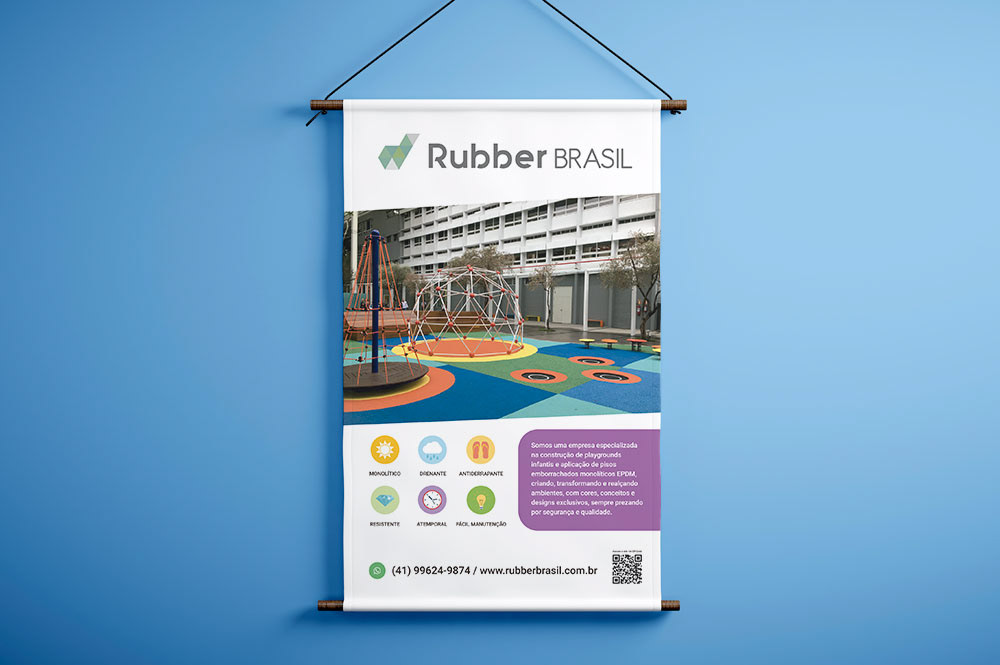 Rubber BRASIL
MONOLÍTICO
DRENANTE
ANTIDERRAPANTE
RESISTENTE
ATEMPORAL
FÁCIL MANUTENÇÃO
Somos uma empresa especializada
na construção de playgrounds
infantis e aplicação de pisos
emborrachados monolíticos EPDM,
criando, transformando e realçando
ambientes, com cores, conceitos e
designs exclusivos, sempre prezando
por segurança e qualidade.
(41) 99624-9874 / www.rubberbrasil.com.br